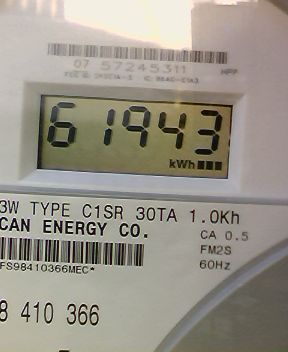 07 57245311
61943
kWh
3W TYPE C1SR 30TA 1.0Kh
CAN ENERGY CO.
CA 0.5
FM2S
60Hz
FS98410366MEC*
8 410 366